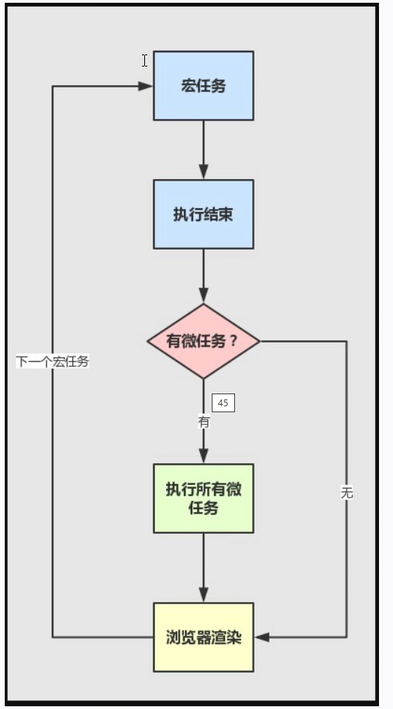 宏任务
执行结束
有微任务？
下一个宏任务
45
有
执行所有微
任务
无
浏览器渲染